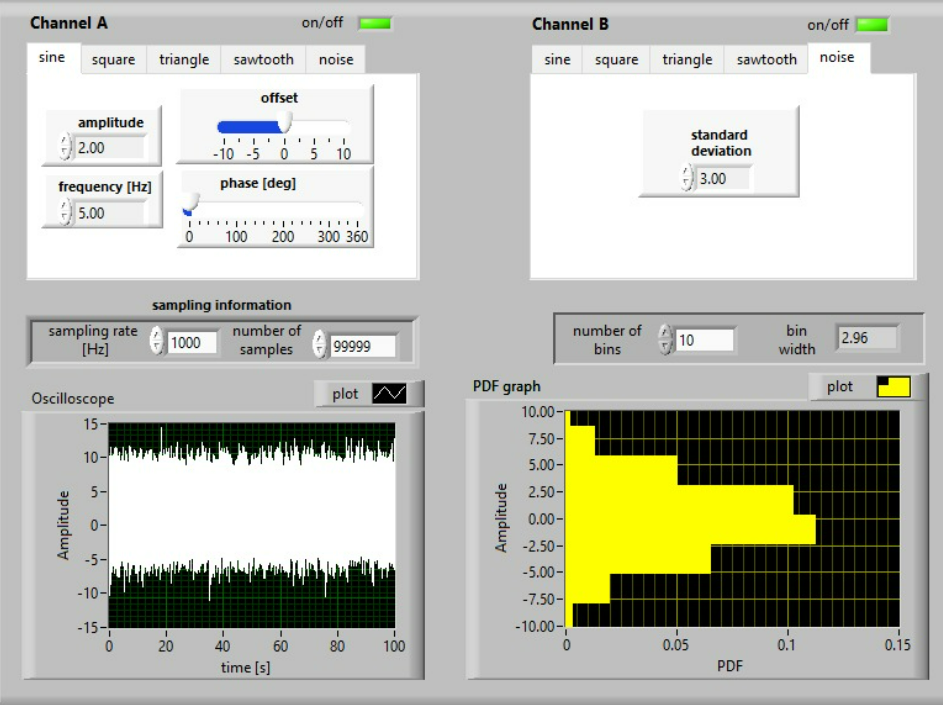 Channel A
on/off
sine
square
triangle
sawtooth
noise
amplitude
2.00
frequency [Hz]
5.00
offset
-10 -5 0 5 10
phase [deg]
0 100 200 300 360
Channel B
on/off
sine
square
triangle
sawtooth
noise
standard
deviation
3.00
sampling information
sampling rate
[Hz]
1000
number of
samples
99999
number of
bins
10
bin
width
2.96
Oscilloscope
plot
15
10
5
0
-5
-10
-15
Amplitude
0 20 40 60 80 100
time [s]
PDF graph
plot
10.00
7.50
5.00
2.50
0.00
-2.50
-5.00
-7.50
-10.00
Amplitude
0 0.05 0.1 0.15
PDF